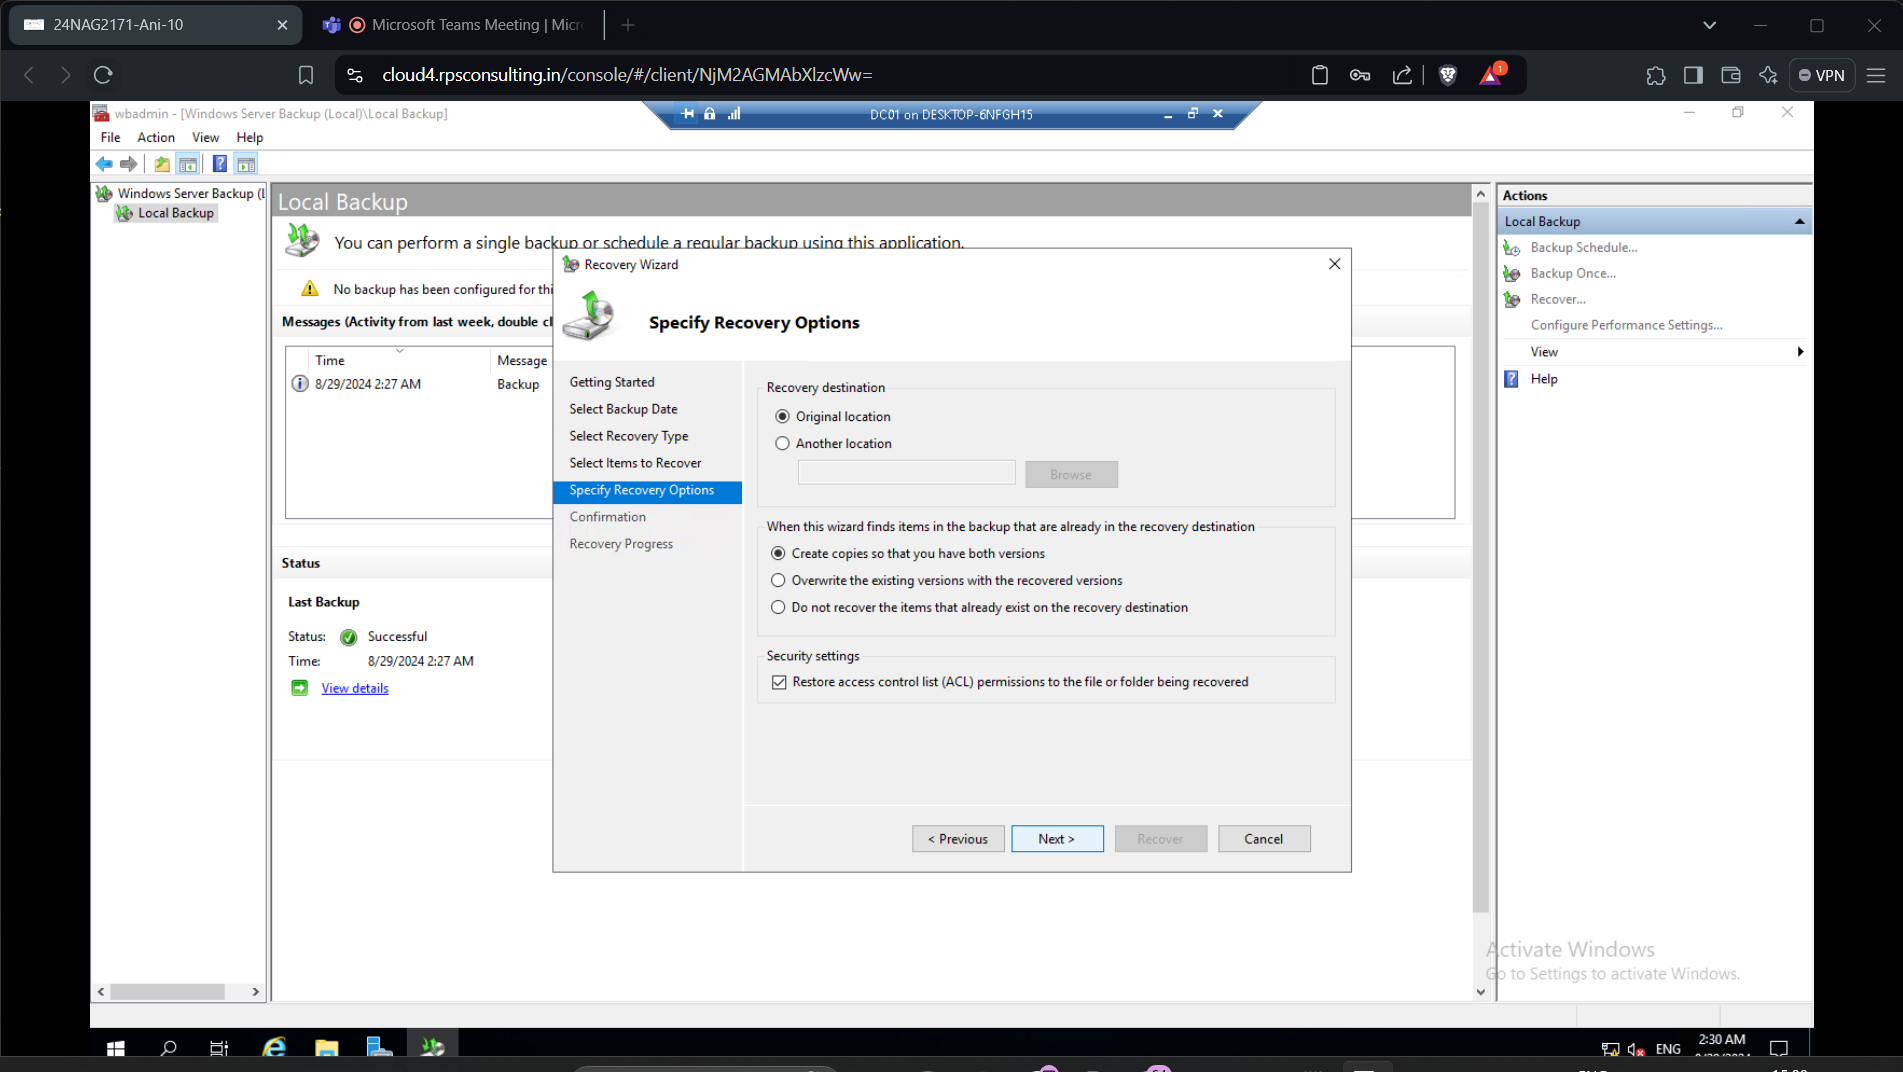 24NAG2171-Ani-10
Microsoft Teams Meeting | Micr
cloud4.rpsconsulting.in/console/#/client/NjM2AGMAbXlzcWw=
1
VPN
wbadmin - [Windows Server Backup (Local)\Local Backup]
DC01 on DESKTOP-6NFGH15
File Action View Help
Windows Server Backup (L
Local Backup
Local Backup
You can perform a single backup or schedule a regular backup using this application.
No backup has been configured for thi
Messages (Activity from last week, double cl
Time Message
8/29/2024 2:27 AM Backup
Status
Last Backup
Status: Successful
Time: 8/29/2024 2:27 AM
View details
Recovery Wizard
Specify Recovery Options
Getting Started
Select Backup Date
Select Recovery Type
Select Items to Recover
Specify Recovery Options
Confirmation
Recovery Progress
Recovery destination
Original location
Another location
Browse
When this wizard finds items in the backup that are already in the recovery destination
Create copies so that you have both versions
Overwrite the existing versions with the recovered versions
Do not recover the items that already exist on the recovery destination
Security settings
Restore access control list (ACL) permissions to the file or folder being recovered
< Previous Next > Recover Cancel
Actions
Local Backup
Backup Schedule...
Backup Once...
Recover...
Configure Performance Settings...
View
Help
Activate Windows
Go to Settings to activate Windows.
ENG
2:30 AM